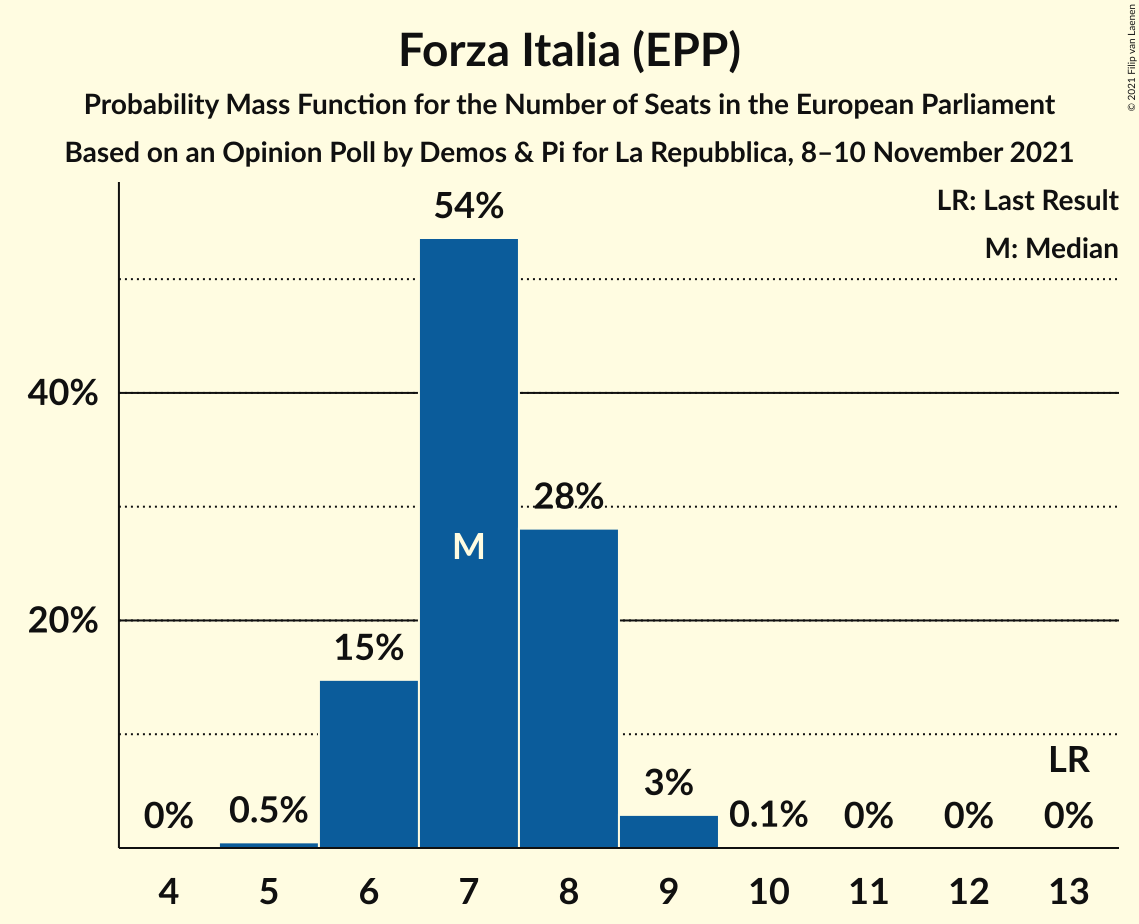 © 2021 Filip van Laenen
Forza Italia (EPP)
Probability Mass Function for the Number of Seats in the European Parliament
Based on an Opinion Poll by Demos & Pi for La Repubblica, 8–10 November 2021
LR: Last Result
M: Median
54%
40%
28%
M
20%
15%
LR
3%
0% 0.5% 0.1% 0% 0% 0%
4 5 6 7 8 9 10 11 12 13